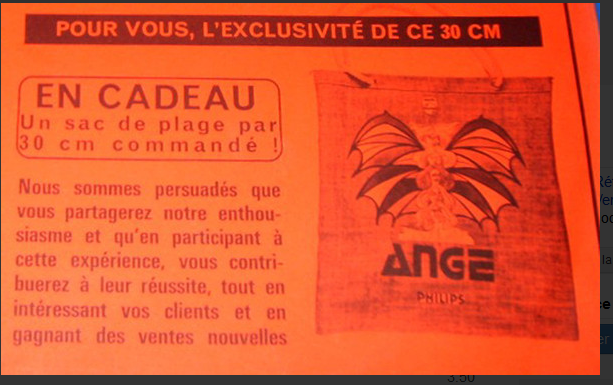 POUR VOUS, L'EXCLUSIVITÉ DE CE 30 CM
EN CADEAU
Un sac de plage par
30 cm commandé !
Nous sommes persuadés que
vous partagerez notre enthou-
siasme et qu'en participant à
cette expérience, vous contri-
buerez à leur réussite, tout en
intéressant vos clients et en
gagnant des ventes nouvelles
ANGE
PHILIPS
3.50